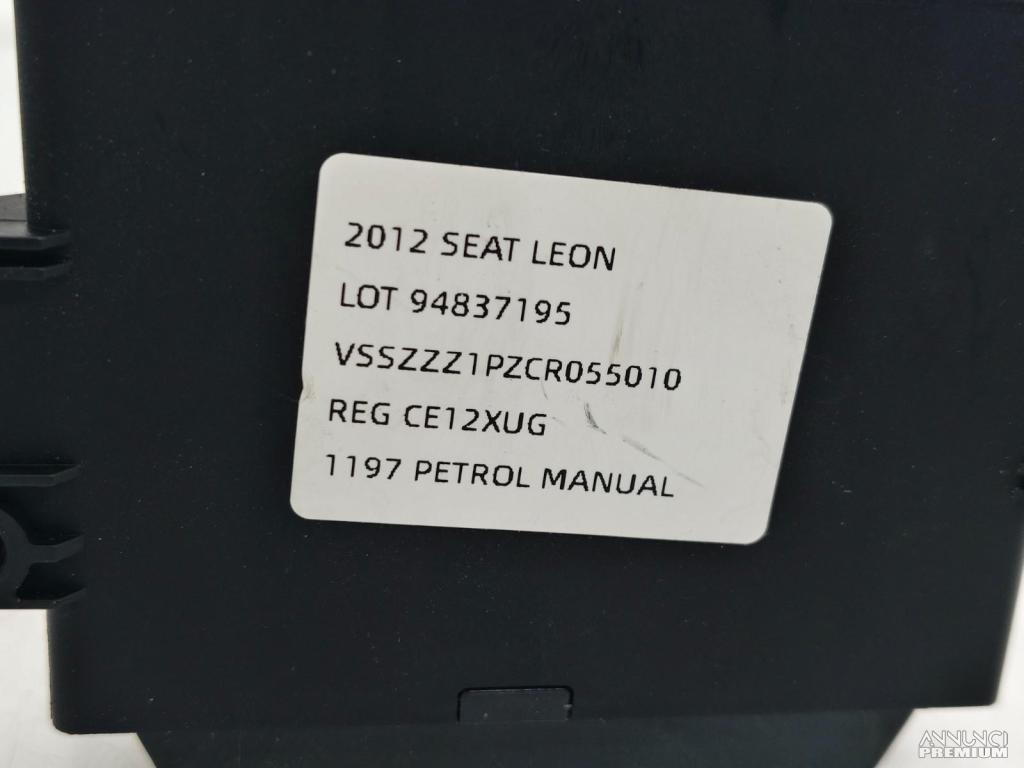 2012 SEAT LEON
LOT 94837195
VSSZZZ1PZCR055010
REG CE12XUG
1197 PETROL MANUAL
ANNUNCI
PREMIUM